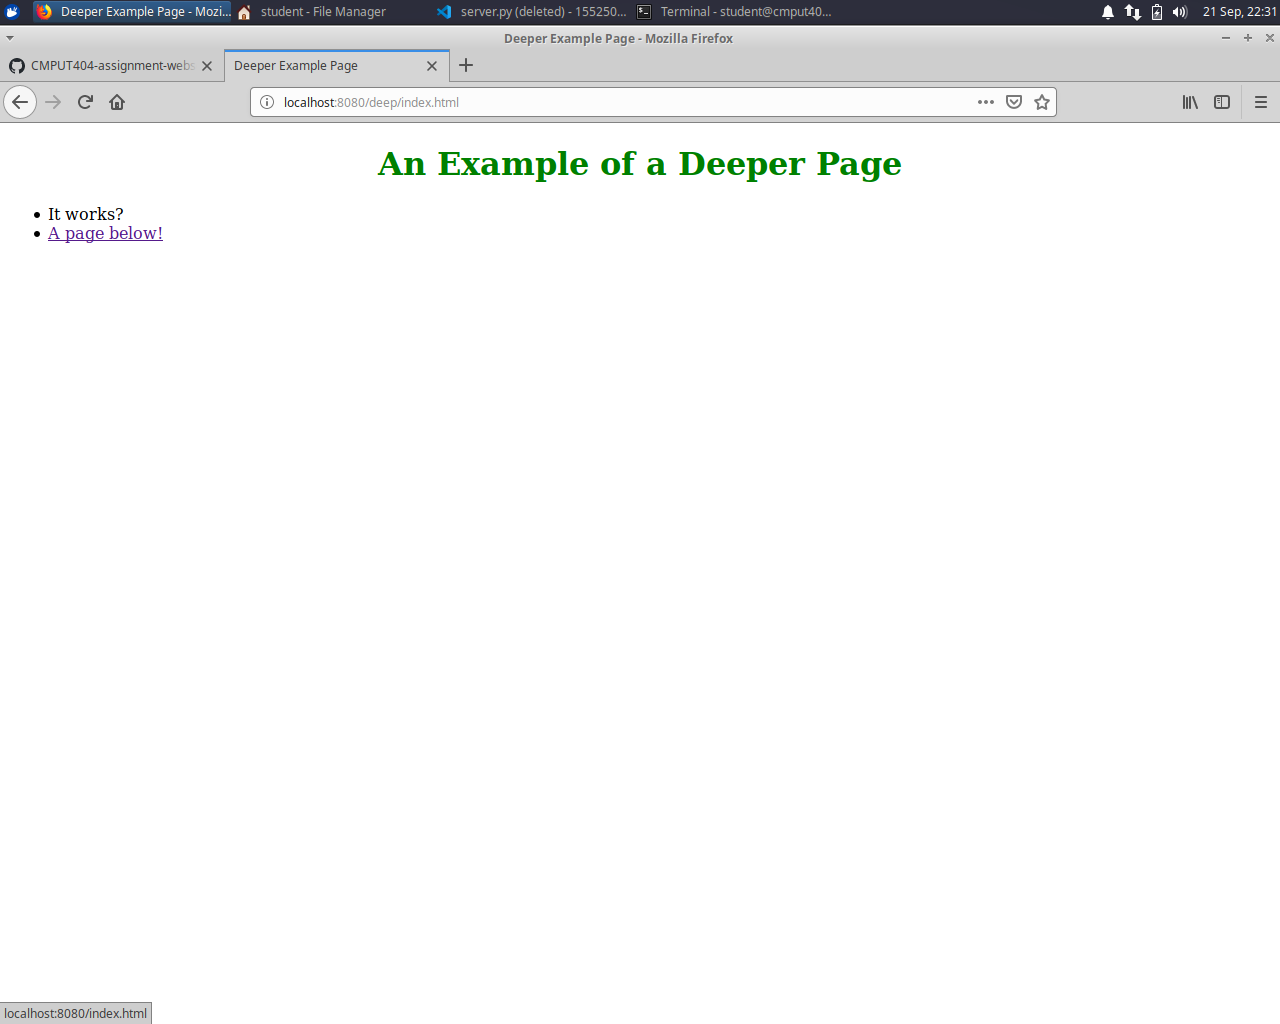 Deeper Example Page - Mozi...
student - File Manager
server.py (deleted) - 155250...
Terminal - student@cmput40...
21 Sep, 22:31
Deeper Example Page - Mozilla Firefox
CMPUT404-assignment-webs
Deeper Example Page
localhost:8080/deep/index.html
An Example of a Deeper Page
• It works?
• A page below!
localhost:8080/index.html